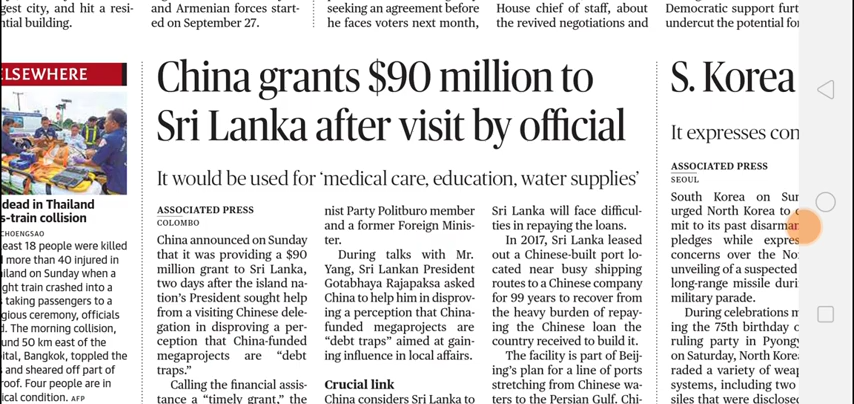 gest city, and hit a resi-
ntial building.
and Armenian forces start-
ed on September 27.
seeking an agreement before
he faces voters next month,
House chief of staff, about
the revived negotiations and
Democratic support furt
undercut the potential for
ELSEWHERE
dead in Thailand
s-train collision
CHOENGSAO
least 18 people were killed
more than 40 injured in
ailand on Sunday when a
ght train crashed into a
taking passengers to a
gious ceremony, officials
d. The morning collision,
und 50 km east of the
ital, Bangkok, toppled the
and sheared off part of
roof. Four people are in
ical condition. AFP
China grants $90 million to
Sri Lanka after visit by official
It would be used for ‘medical care, education, water supplies’
ASSOCIATED PRESS
COLOMBO
China announced on Sunday
that it was providing a $90
million grant to Sri Lanka,
two days after the island na-
tion’s President sought help
from a visiting Chinese dele-
gation in disproving a per-
ception that China-funded
megaprojects are “debt
traps.”
Calling the financial assis-
tance a “timely grant,” the
nist Party Politburo member
and a former Foreign Minis-
ter.
During talks with Mr.
Yang, Sri Lankan President
Gotabhaya Rajapaksa asked
China to help him in disprov-
ing a perception that China-
funded megaprojects are
“debt traps” aimed at gain-
ing influence in local affairs.
Crucial link
China considers Sri Lanka to
Sri Lanka will face difficul-
ties in repaying the loans.
In 2017, Sri Lanka leased
out a Chinese-built port lo-
cated near busy shipping
routes to a Chinese company
for 99 years to recover from
the heavy burden of repay-
ing the Chinese loan the
country received to build it.
The facility is part of Beij-
ing’s plan for a line of ports
stretching from Chinese wa-
ters to the Persian Gulf. Chi-
S. Korea
It expresses con
ASSOCIATED PRESS
SEOUL
South Korea on Sun
urged North Korea to
mit to its past disarma
pledges while expres
concerns over the No
unveiling of a suspected
long-range missile duri
military parade.
During celebrations m
ing the 75th birthday o
ruling party in Pyongy
on Saturday, North Korea
raded a variety of weap
systems, including two
siles that were disclosed